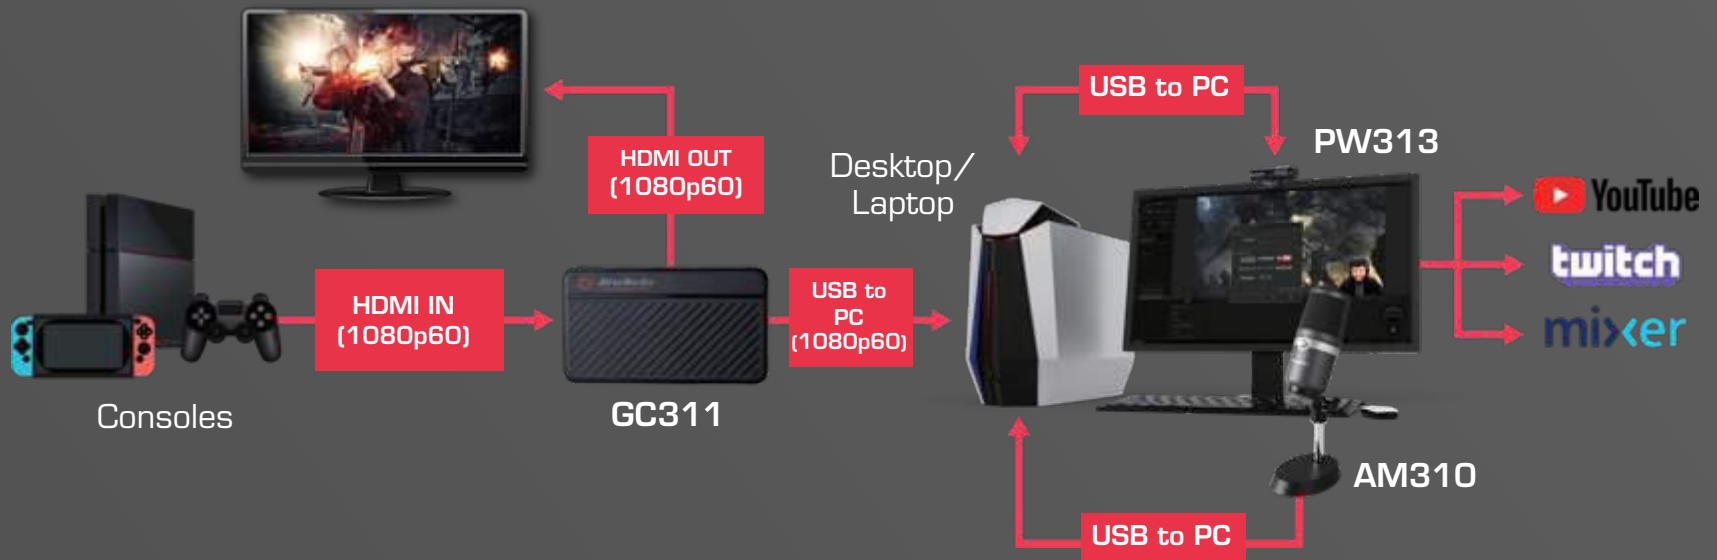 USB to PC
PW313
HDMI OUT
(1080p60)
Desktop/
Laptop
YouTube
twitch
mixer
HDMI IN
(1080p60)
USB to
PC
(1080p60)
GC311
Consoles
AM310
USB to PC